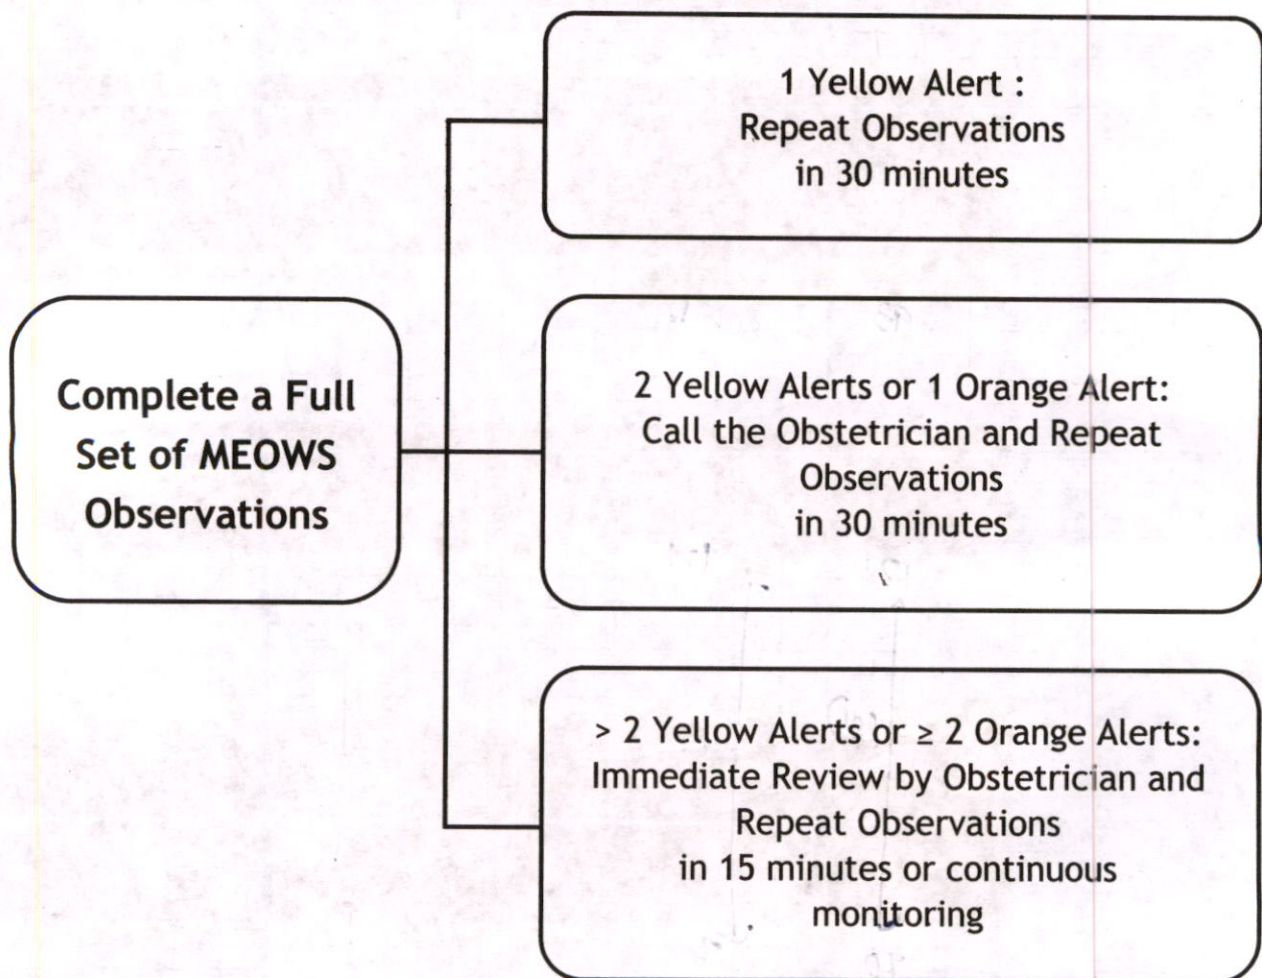 Complete a Full
Set of MEOWS
Observations
1 Yellow Alert :
Repeat Observations
in 30 minutes
2 Yellow Alerts or 1 Orange Alert:
Call the Obstetrician and Repeat
Observations
in 30 minutes
> 2 Yellow Alerts or ≥ 2 Orange Alerts:
Immediate Review by Obstetrician and
Repeat Observations
in 15 minutes or continuous
monitoring